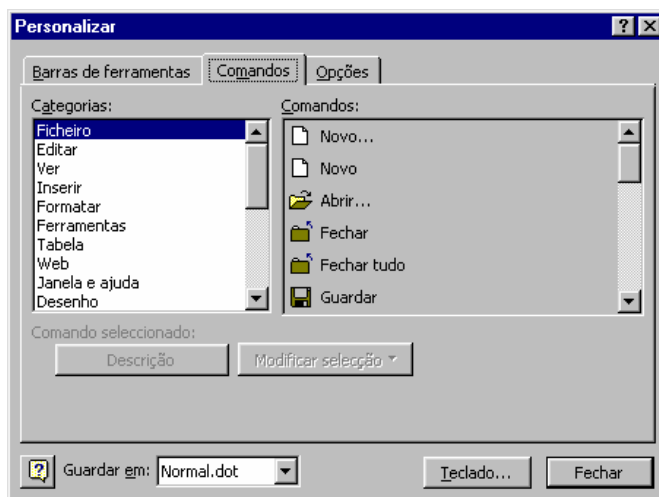 Personalizar
Barras de ferramentas Comandos Opções
Categorias: Comandos:
Ficheiro
Editar
Ver
Inserir
Formatar
Ferramentas
Tabela
Web
Janela e ajuda
Desenho
Novo...
Novo
Abrir...
Fechar
Fechar tudo
Guardar
Comando seleccionado:
Descrição Modificar selecção
Guardar em: Normal.dot Teclado... Fechar